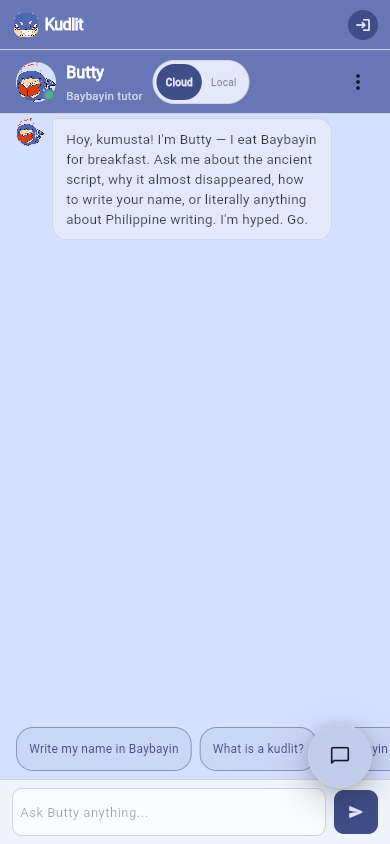 Kudlit
Butty
Baybayin tutor
Cloud
Local
Hoy, kumusta! I'm Butty — I eat Baybayin
for breakfast. Ask me about the ancient
script, why it almost disappeared, how
to write your name, or literally anything
about Philippine writing. I'm hyped. Go.
Write my name in Baybayin
What is a kudlit?
Ask Butty anything...